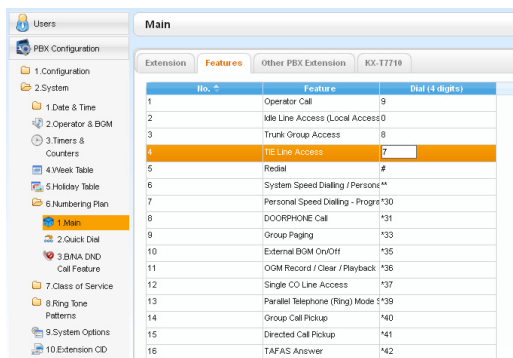 Users
PBX Configuration
1.Configuration
2.System
1.Date & Time
2.Operator & BGM
3.Timers &
Counters
4.Week Table
5.Holiday Table
6.Numbering Plan
1.Main
2.Quick Dial
3.B/NA DND
Call Feature
7.Class of Service
8.Ring Tone
Patterns
9.System Options
10.Extension CID
Main
Extension Features Other PBX Extension KX-T7710
No. Feature Dial (4 digits)
1 Operator Call 9
2 Idle Line Access (Local Access 0
3 Trunk Group Access 8
4 TIE Line Access 7
5 Redial #
6 System Speed Dialling / Persona **
7 Personal Speed Dialling - Progra *30
8 DOORPHONE Call *31
9 Group Paging *33
10 External BGM On/Off *35
11 OGM Record / Clear / Playback *36
12 Single CO Line Access *37
13 Parallel Telephone (Ring) Mode S *39
14 Group Call Pickup *40
15 Directed Call Pickup *41
16 TAFAS Answer *42